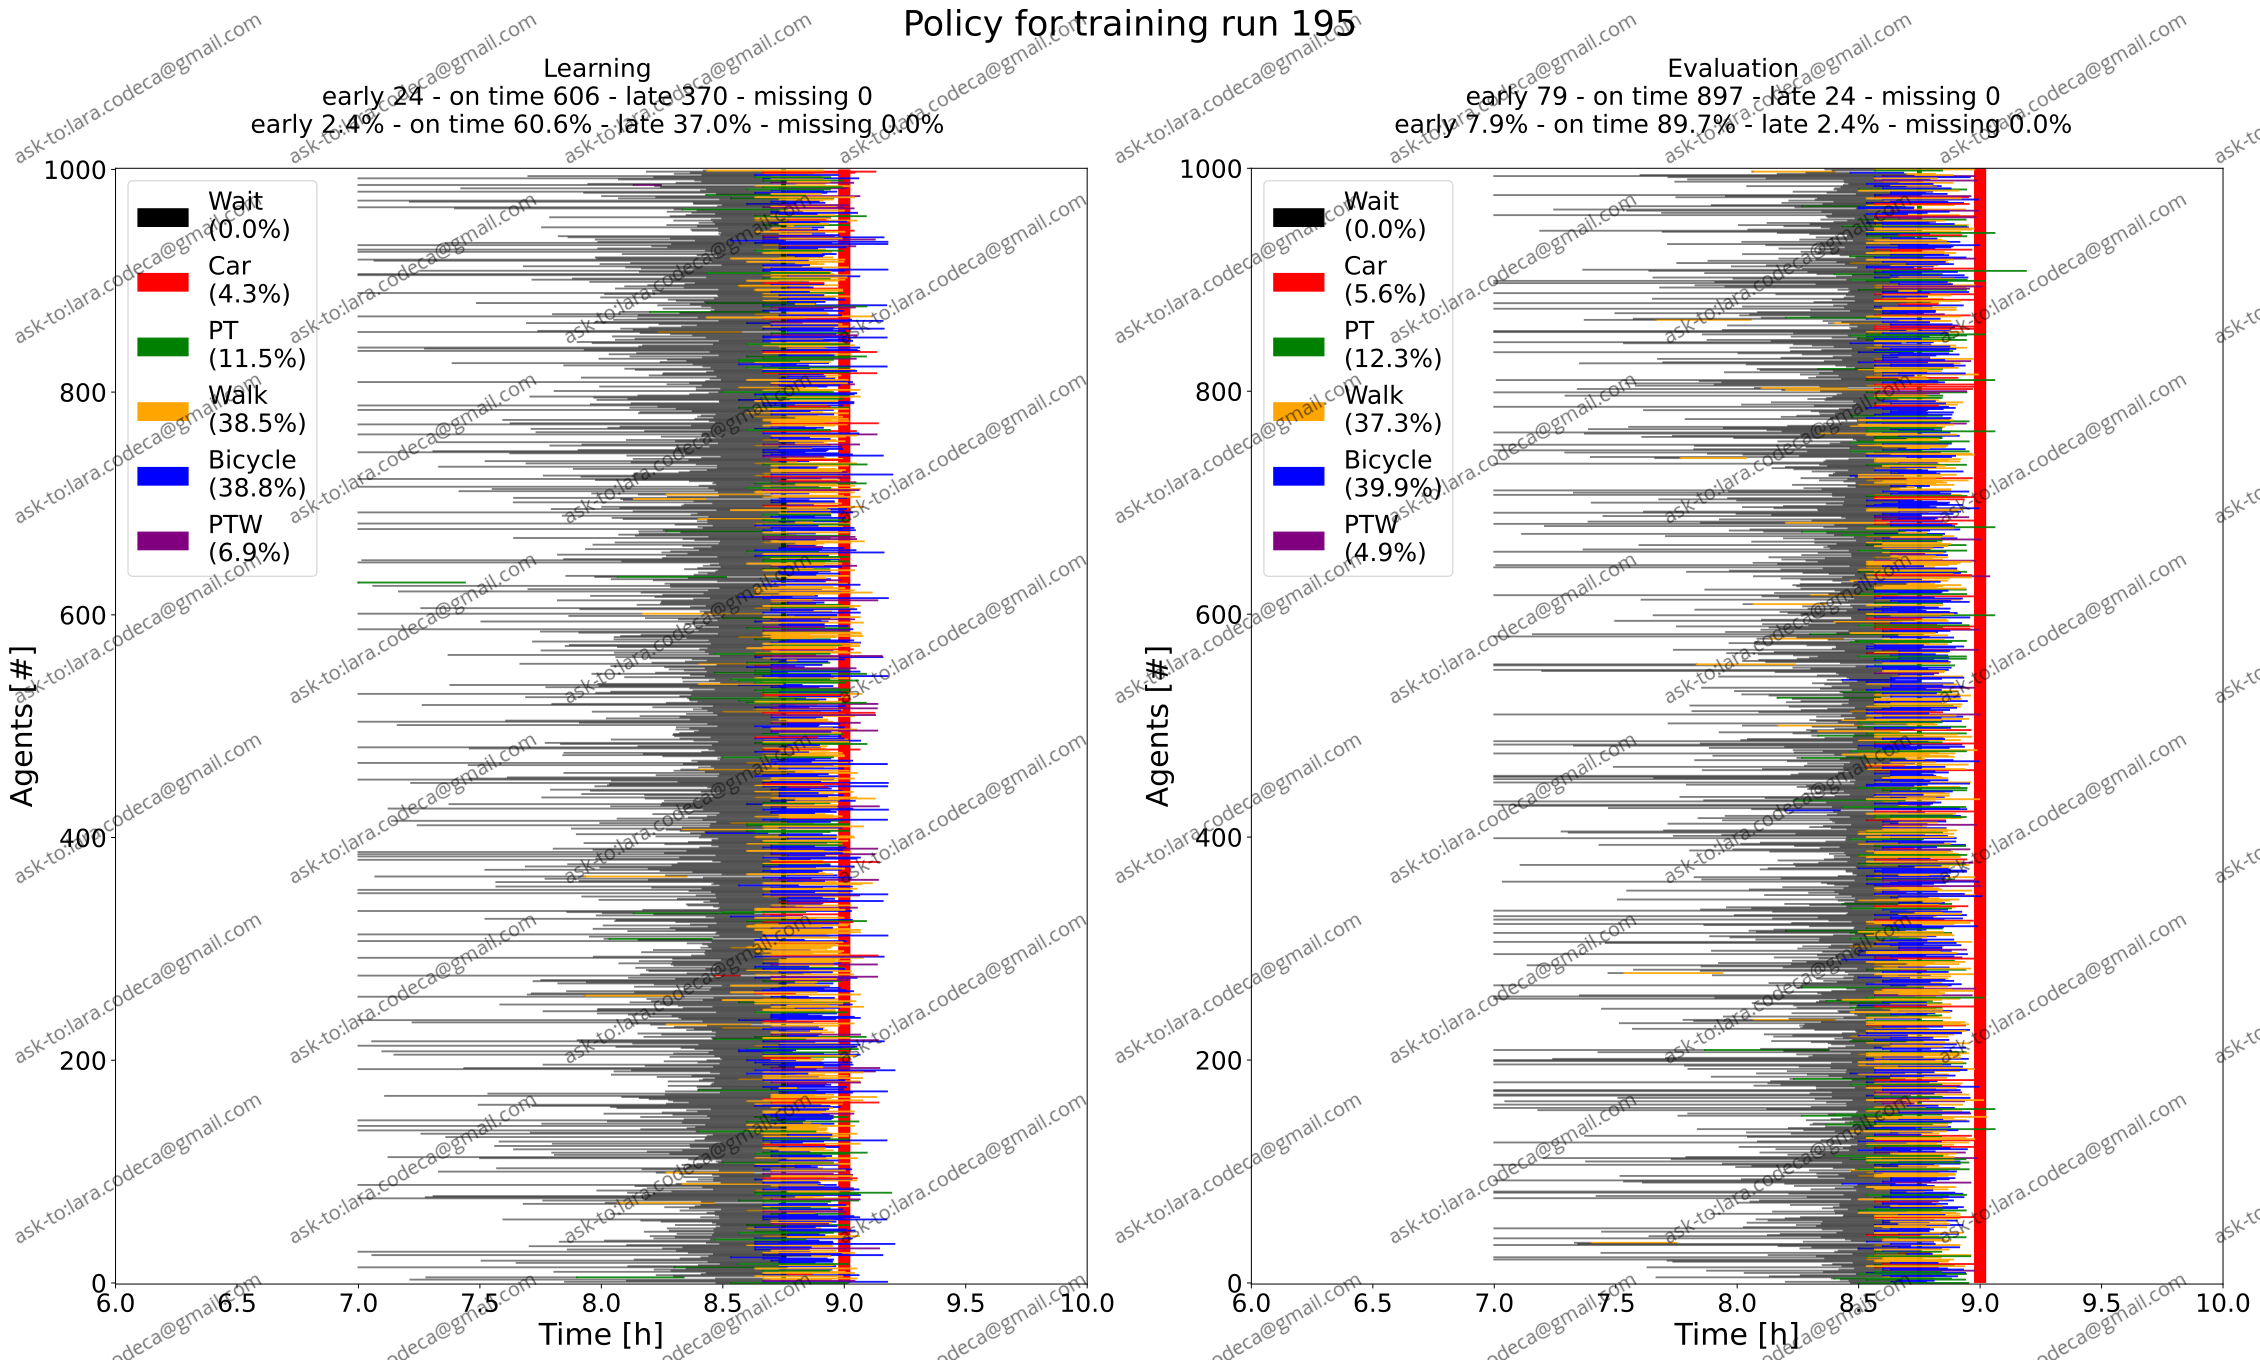 Policy for training run 195
Learning
early 24 - on time 606 - late 370 - missing 0
early 2.4% - on time 60.6% - late 37.0% - missing 0.0%
1000
800
600
400
200
0
Agents [#]
Wait
(0.0%)
Car
(4.3%)
PT
(11.5%)
Walk
(38.5%)
Bicycle
(38.8%)
PTW
(6.9%)
6.0 6.5 7.0 7.5 8.0 8.5 9.0 9.5 10.0
Time [h]
Evaluation
early 79 - on time 897 - late 24 - missing 0
early 7.9% - on time 89.7% - late 2.4% - missing 0.0%
1000
800
600
400
200
0
Agents [#]
Wait
(0.0%)
Car
(5.6%)
PT
(12.3%)
Walk
(37.3%)
Bicycle
(39.9%)
PTW
(4.9%)
6.0 6.5 7.0 7.5 8.0 8.5 9.0 9.5 10.0
Time [h]
ask-to:lara.codeca@gmail.com